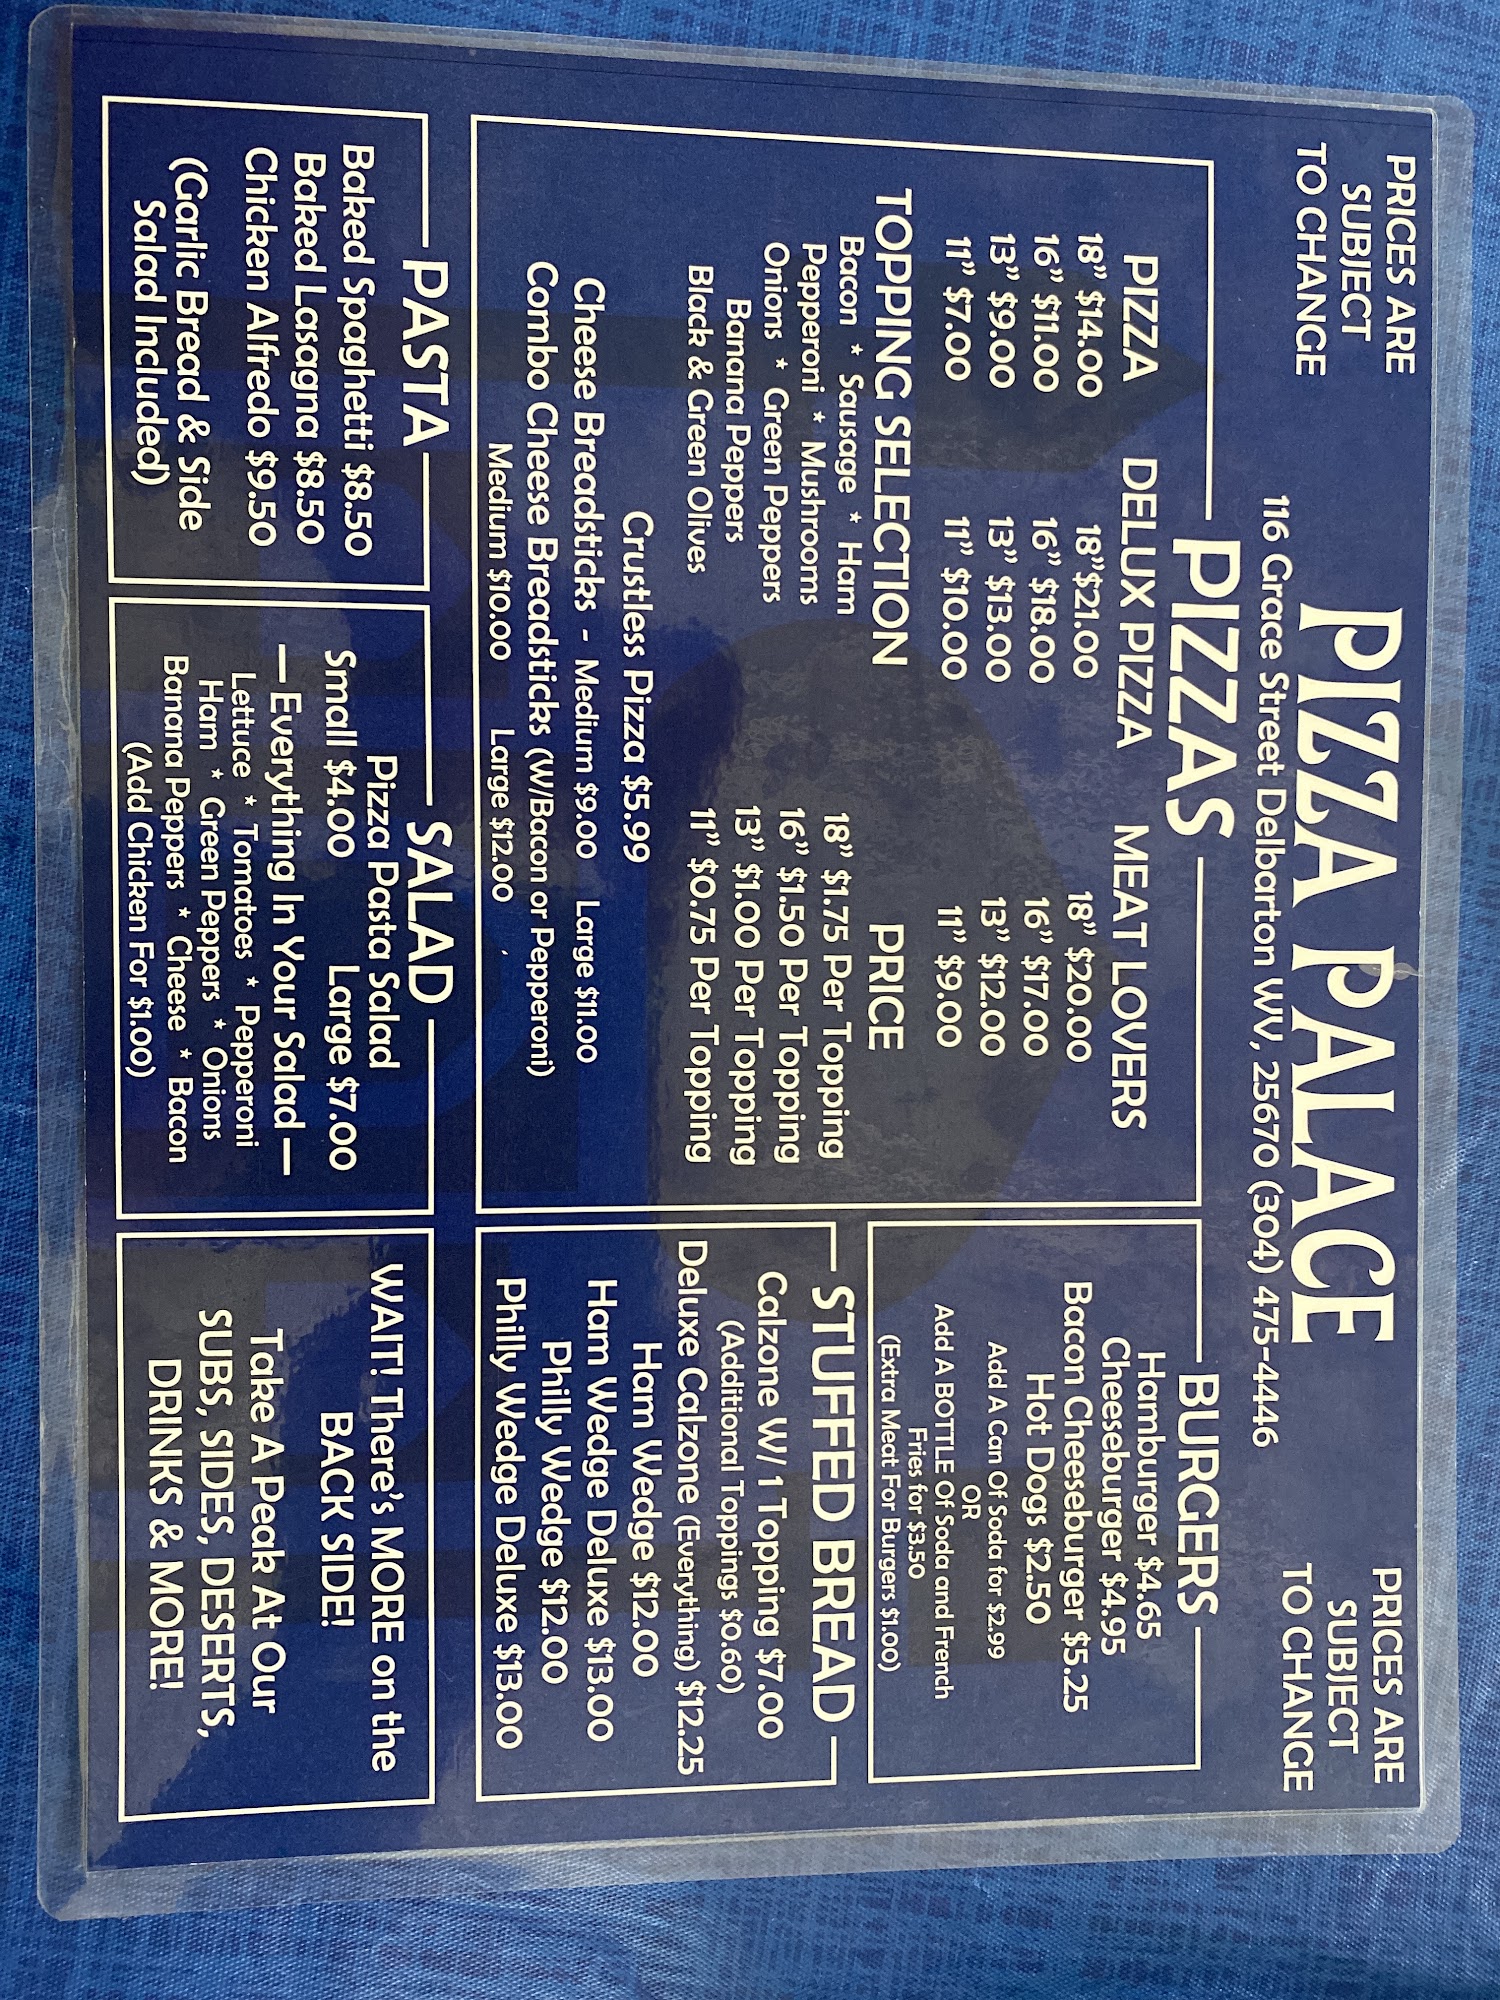 PRICES ARE
SUBJECT
TO CHANGE
PIZZA PALACE
116 Grace Street Delbarton WV, 25670 (304) 475-4446
PRICES ARE
SUBJECT
TO CHANGE
PIZZAS
PIZZA
18” $14.00
16” $11.00
13” $9.00
11” $7.00
DELUX PIZZA
18”$21.00
16” $18.00
13” $13.00
11” $10.00
MEAT LOVERS
18” $20.00
16” $17.00
13” $12.00
11” $9.00
TOPPING SELECTION
Bacon * Sausage * Ham
Pepperoni * Mushrooms
Onions * Green Peppers
Banana Peppers
Black & Green Olives
PRICE
18” $1.75 Per Topping
16” $1.50 Per Topping
13” $1.00 Per Topping
11” $0.75 Per Topping
Crustless Pizza $5.99
Cheese Breadsticks - Medium $9.00 Large $11.00
Combo Cheese Breadsticks (W/Bacon or Pepperoni)
Medium $10.00 Large $12.00
BURGERS
Hamburger $4.65
Cheeseburger $4.95
Bacon Cheeseburger $5.25
Hot Dogs $2.50
Add A Can Of Soda for $2.99
OR
Add A BOTTLE Of Soda and French
Fries for $3.50
(Extra Meat For Burgers $1.00)
STUFFED BREAD
Calzone W/ 1 Topping $7.00
(Additional Toppings $0.60)
Deluxe Calzone (Everything) $12.25
Ham Wedge $12.00
Ham Wedge Deluxe $13.00
Philly Wedge $12.00
Philly Wedge Deluxe $13.00
PASTA
Baked Spaghetti $8.50
Baked Lasagna $8.50
Chicken Alfredo $9.50
(Garlic Bread & Side
Salad Included)
SALAD
Pizza Pasta Salad
Small $4.00 Large $7.00
— Everything In Your Salad —
Lettuce * Tomatoes * Pepperoni
Ham * Green Peppers * Onions
Banana Peppers * Cheese * Bacon
(Add Chicken For $1.00)
WAIT! There’s MORE on the
BACK SIDE!
Take A Peak At Our
SUBS, SIDES, DESERTS,
DRINKS & MORE!